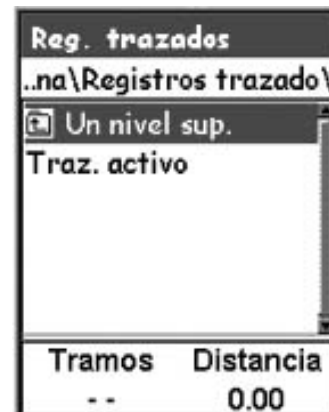 Reg. trazados
..na\Registros trazado\
Un nivel sup.
Traz. activo
Tramos Distancia
- - 0.00